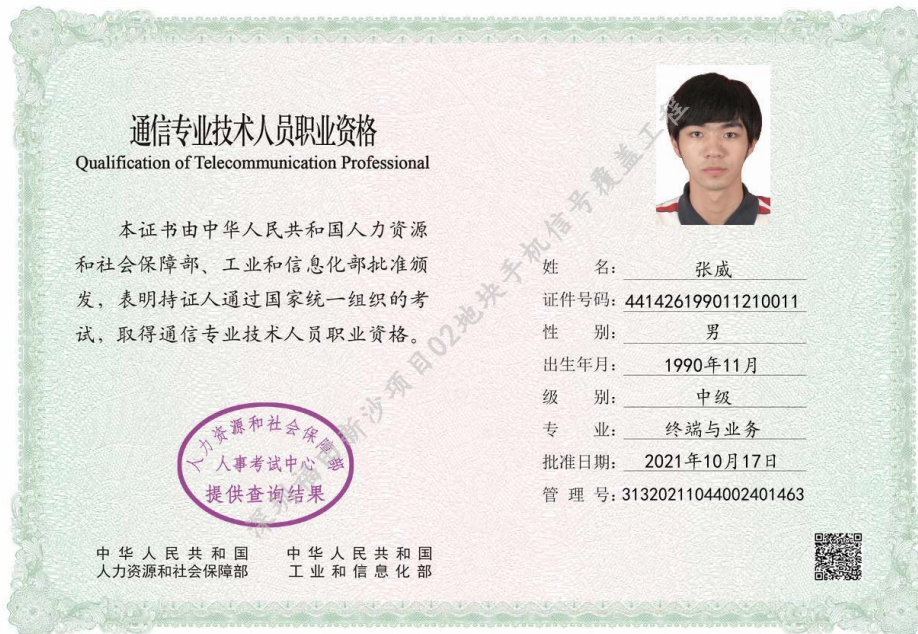 通信专业技术人员职业资格
Qualification of Telecommunication Professional
本证书由中华人民共和国人力资源
和社会保障部、工业和信息化部批准颁
发，表明持证人通过国家统一组织的考
试，取得通信专业技术人员职业资格。
人力资源和社会保障部
人事考试中心
提供查询结果
中华人民共和国
人力资源和社会保障部
中华人民共和国
工业和信息化部
姓 名：张威
证件号码：441426199011210011
性 别：男
出生年月：1990年11月
级 别：中级
专 业：终端与业务
批准日期：2021年10月17日
管 理 号：31320211044002401463
新沙项目02地块手机信号覆盖工程